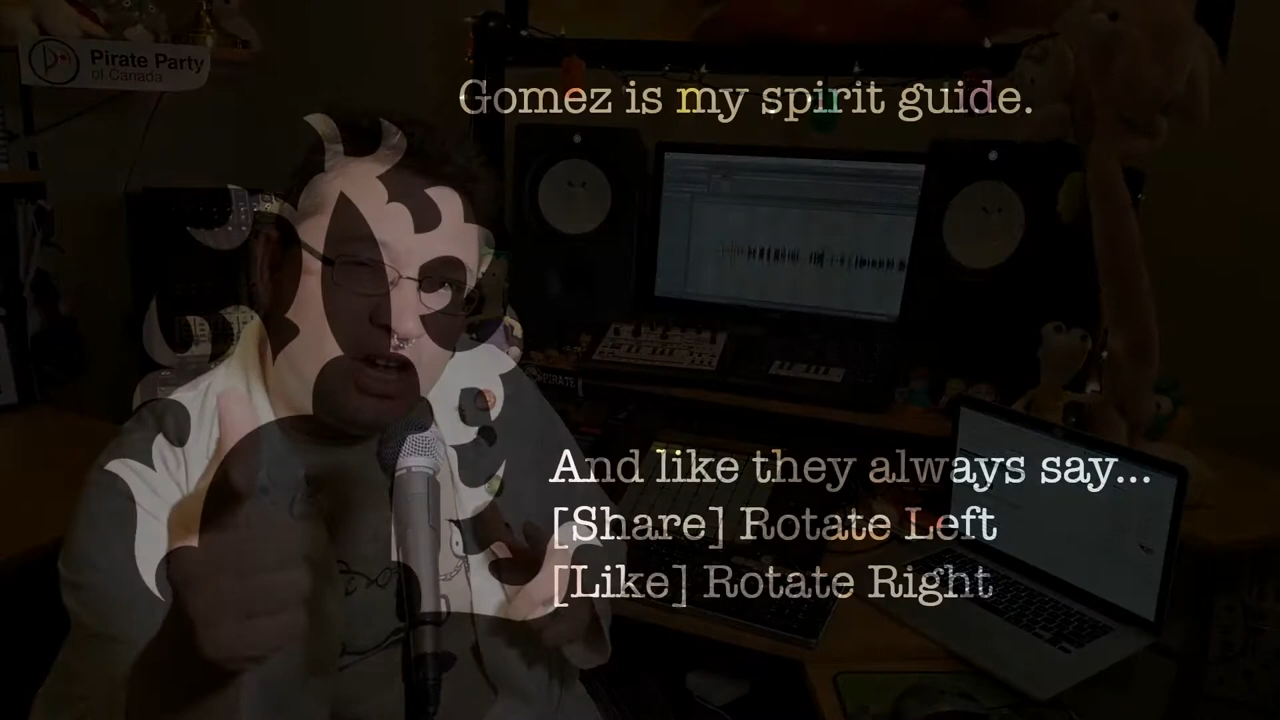 Pirate Party
of Canada
Gomez is my spirit guide.
PIRATE
And like they always say...
[Share] Rotate Left
[Like] Rotate Right